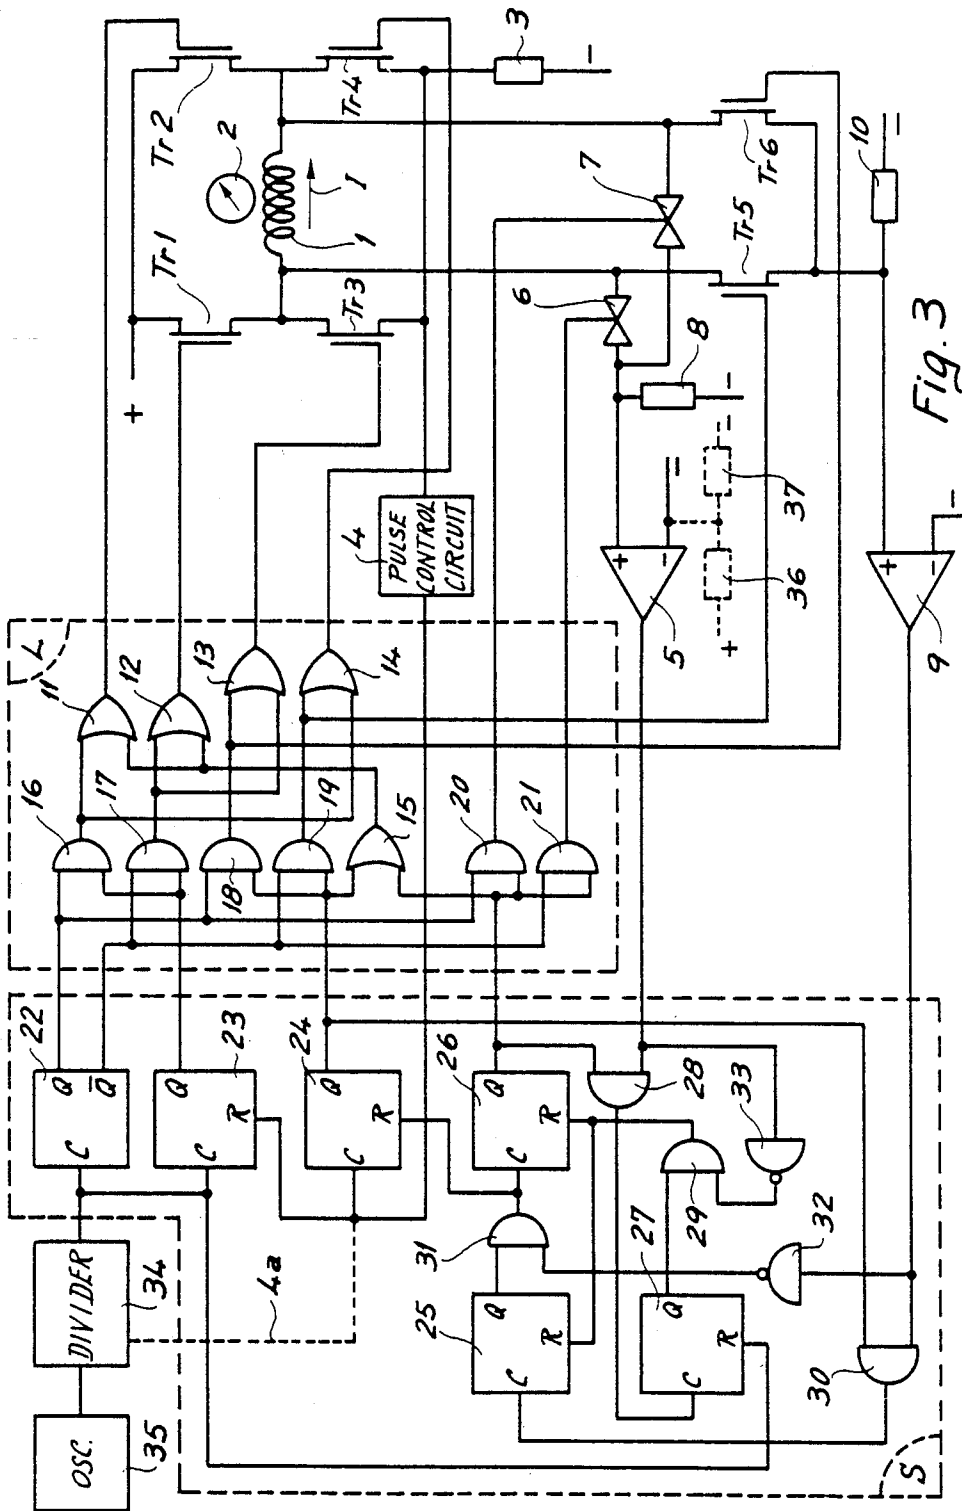 OSC.
35
DIVIDER
34
4a
C
Q
Q̅
22
C
Q
R
23
C
Q
R
24
C
Q
R
25
31
C
Q
R
26
C
Q
R
27
28
29
33
32
30
S
L
16
17
18
19
15
20
21
11
12
13
14
4
PULSE
CONTROL
CIRCUIT
+
Tr1
Tr2
2
I
1
Tr3
Tr4
3
−
6
7
8
−
+
−
5
=
+
36
37
−
Tr5
Tr6
10
=
+
−
9
−
Fig. 3